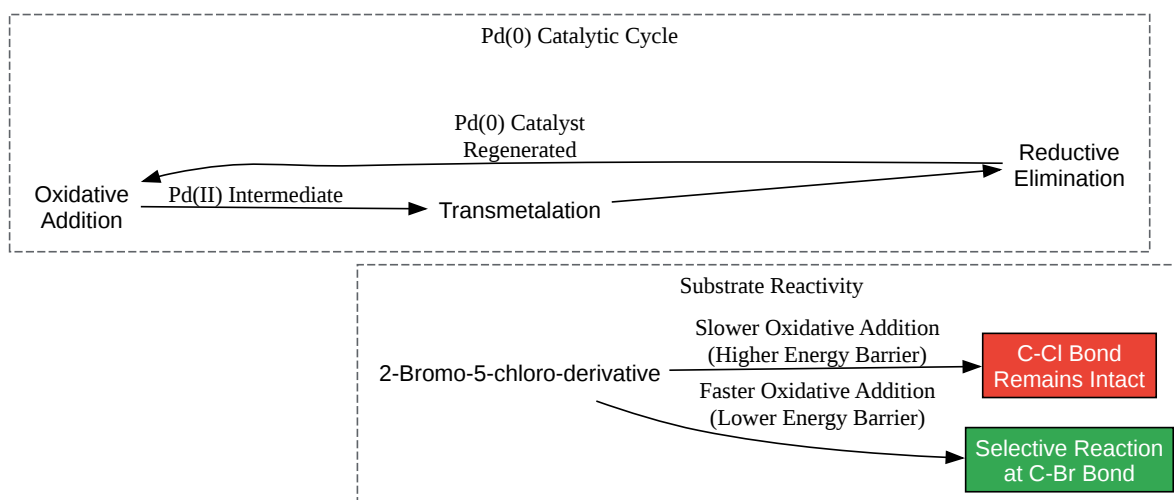 Pd(0) Catalytic Cycle
Pd(0) Catalyst
Regenerated
Reductive
Elimination
Oxidative
Addition
Pd(II) Intermediate
Transmetalation
Substrate Reactivity
Slower Oxidative Addition
(Higher Energy Barrier)
C-Cl Bond
Remains Intact
2-Bromo-5-chloro-derivative
Faster Oxidative Addition
(Lower Energy Barrier)
Selective Reaction
at C-Br Bond